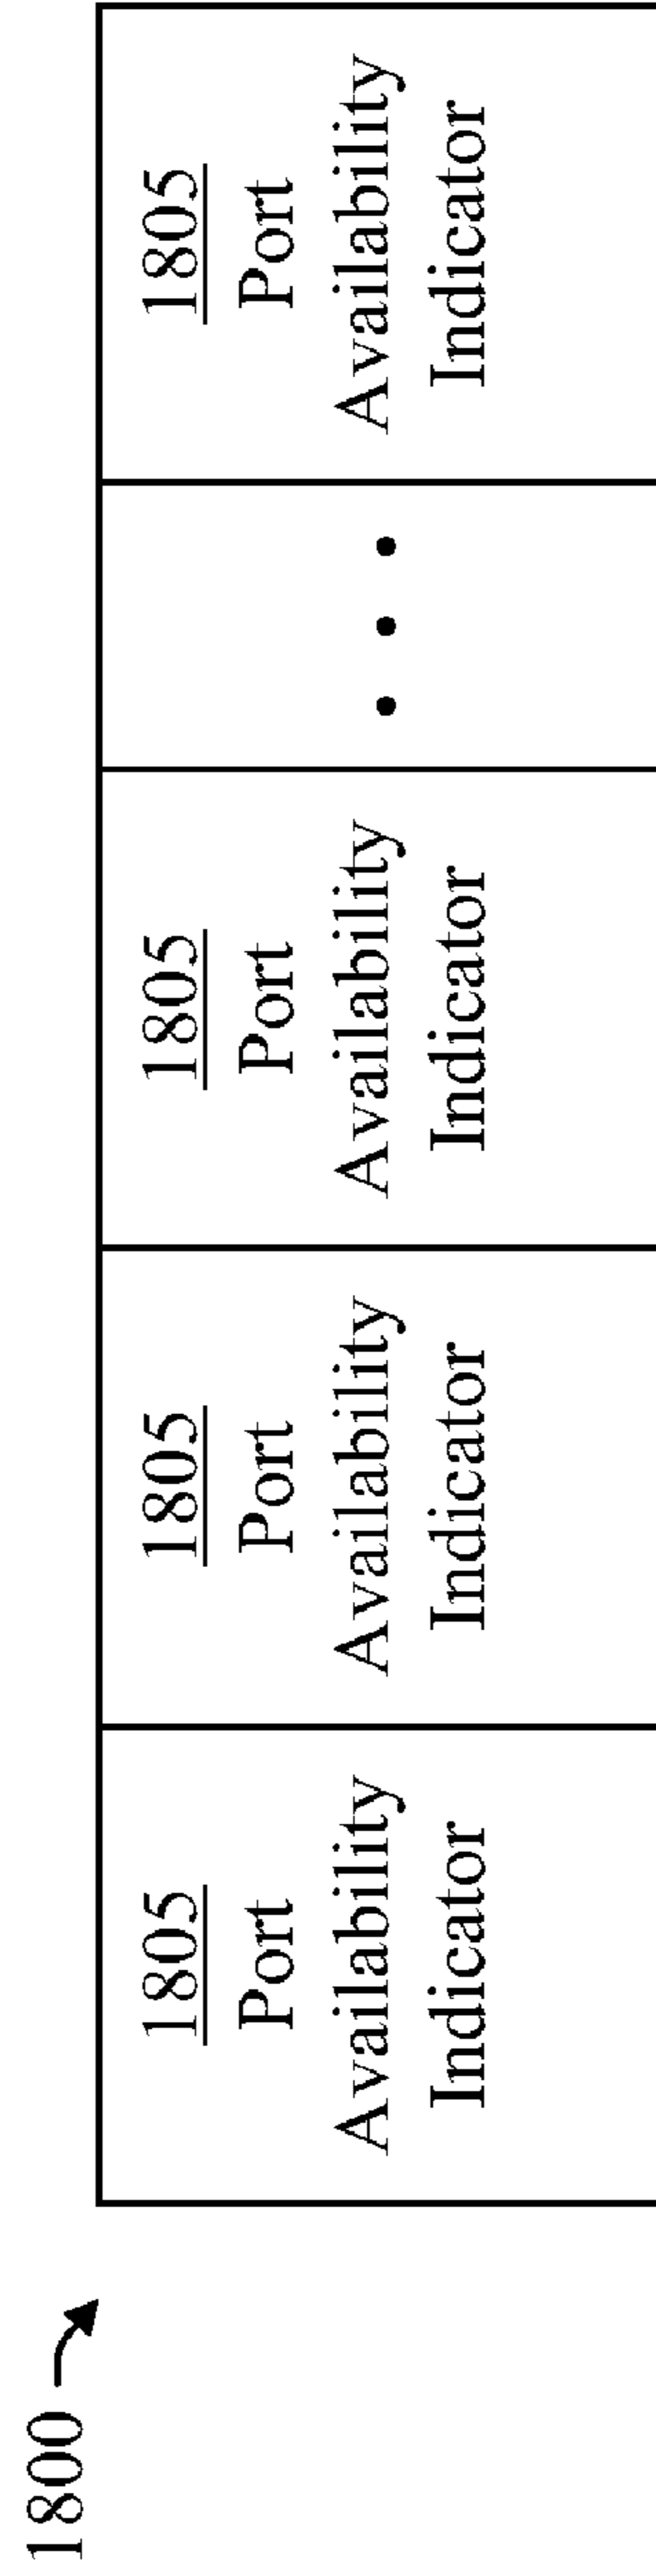 1800
1805
Port
Availability
Indicator
1805
Port
Availability
Indicator
1805
Port
Availability
Indicator
• • •
1805
Port
Availability
Indicator